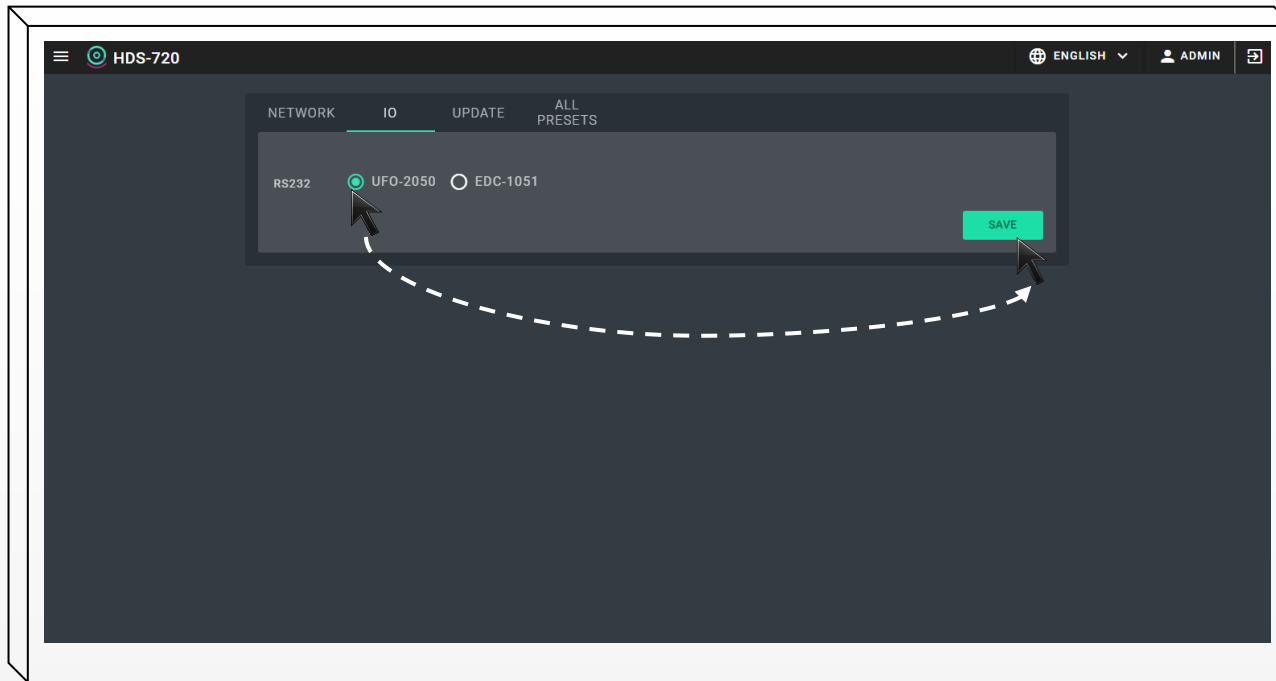 HDS-720
ENGLISH
ADMIN
NETWORK
IO
UPDATE
ALL
PRESETS
RS232
UFO-2050
EDC-1051
SAVE